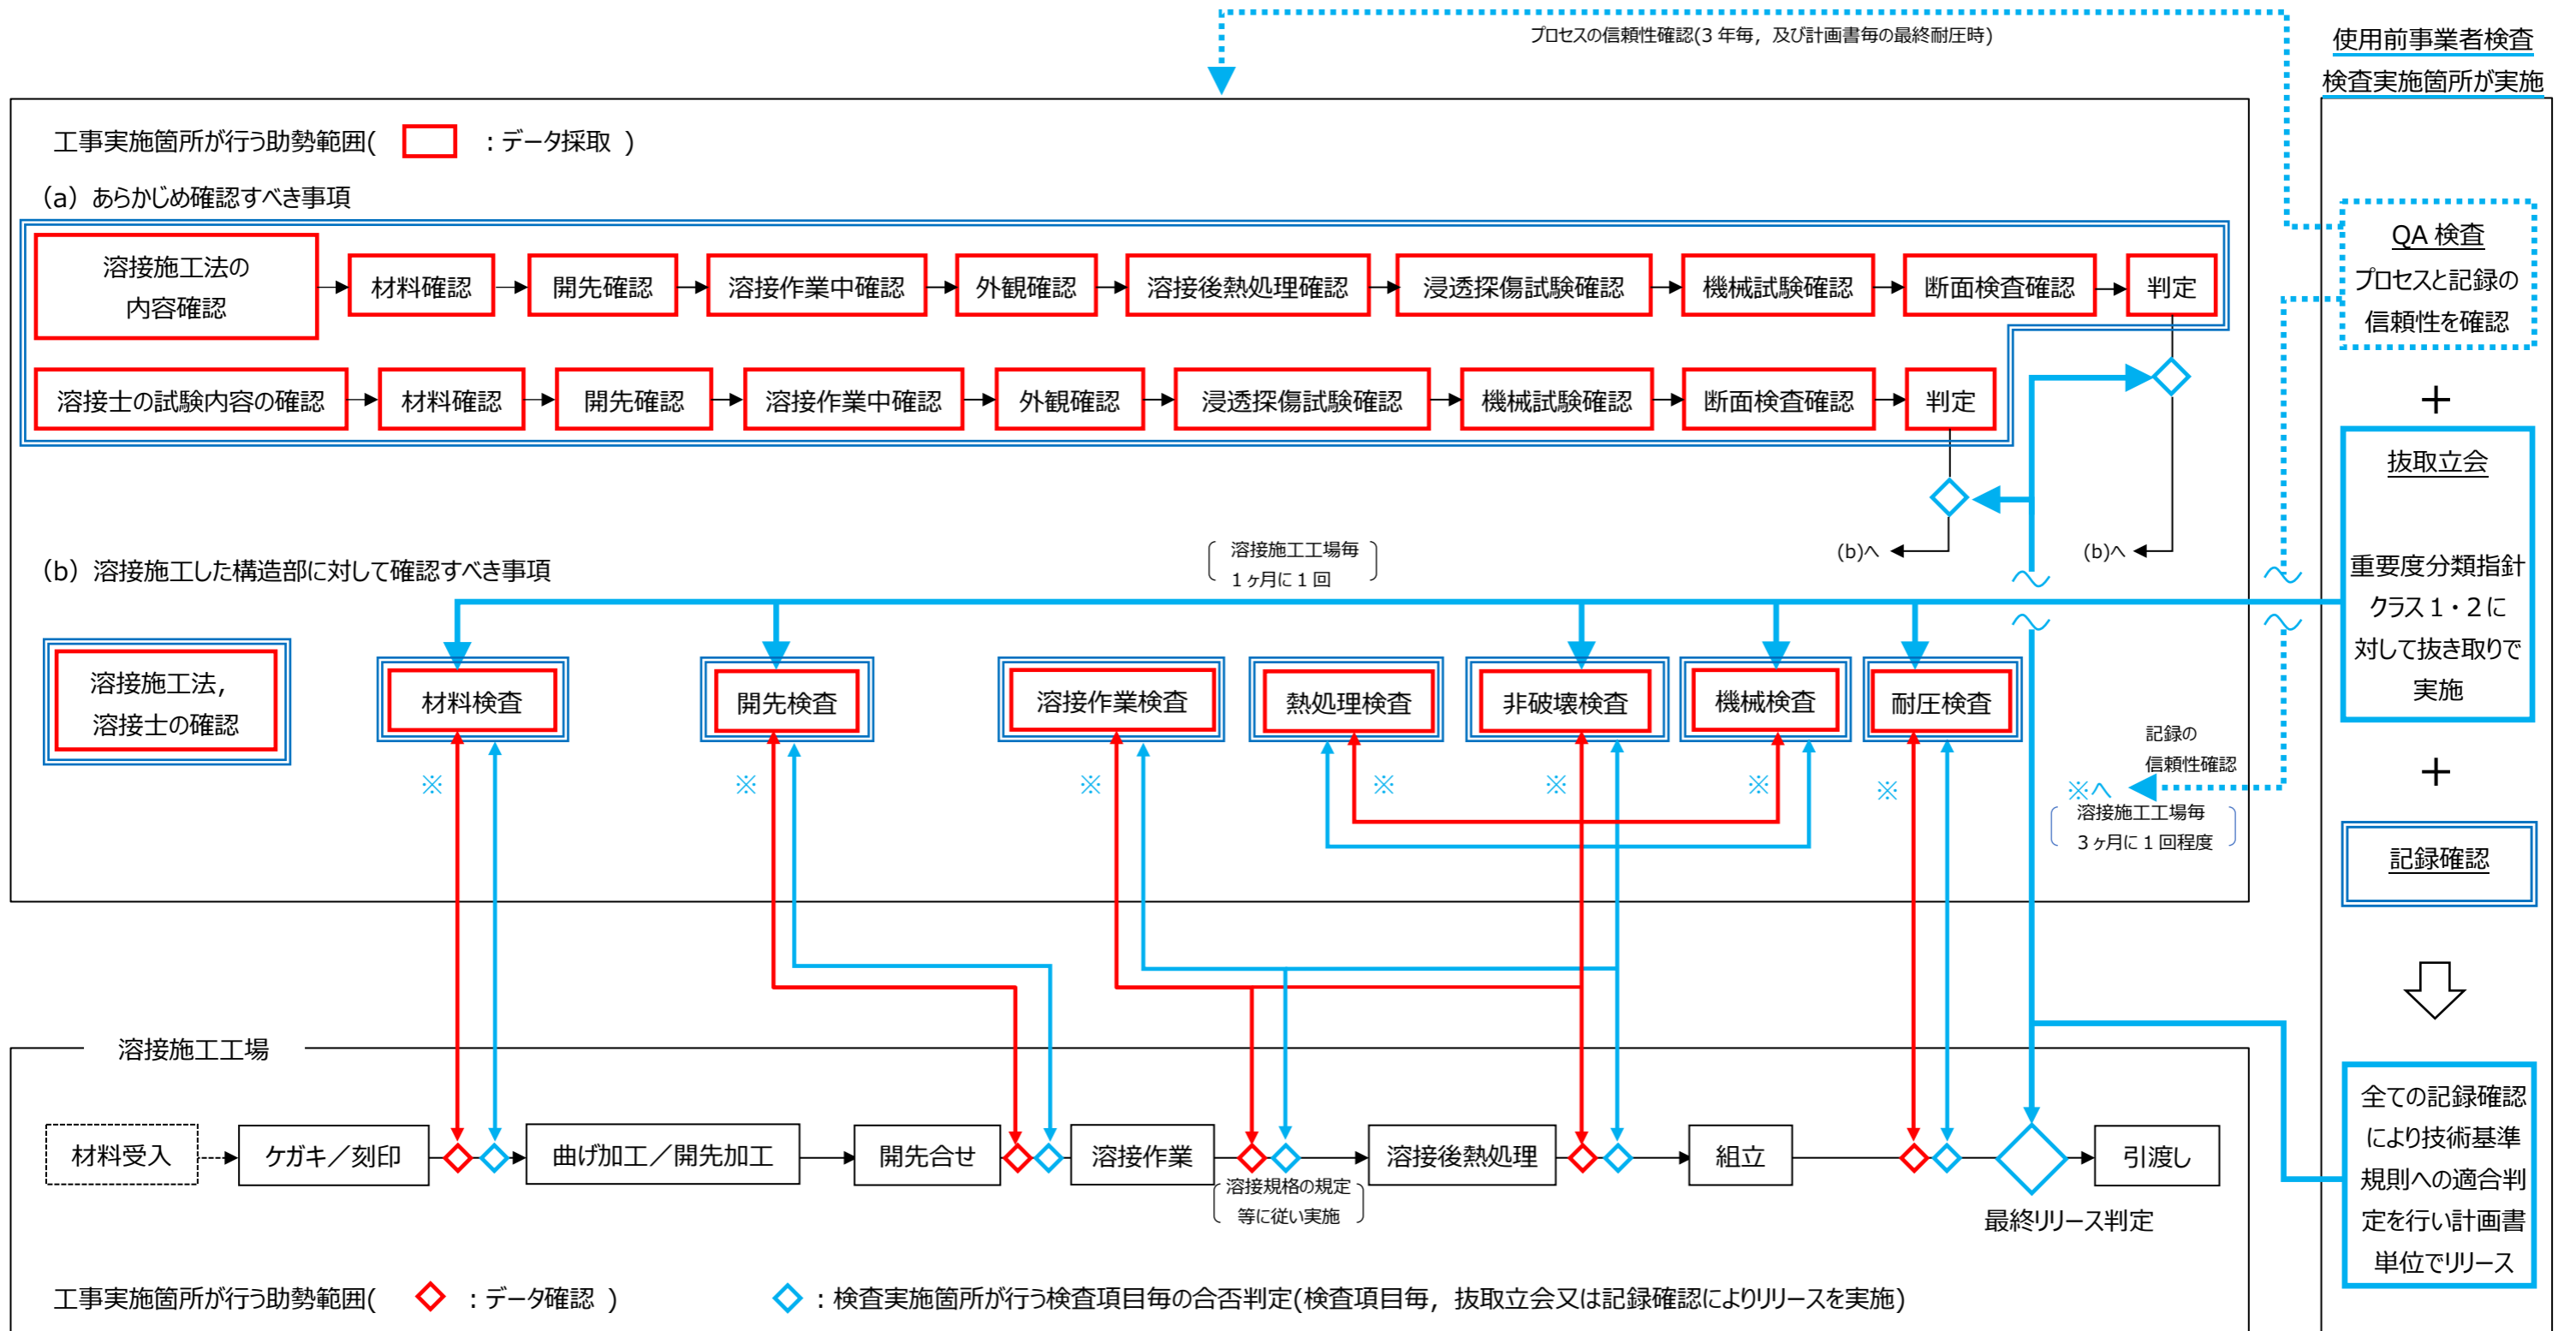 プロセスの信頼性確認(3 年毎，及び計画書毎の最終耐圧時)
使用前事業者検査
検査実施箇所が実施
工事実施箇所が行う助勢範囲(　：データ採取 )
(a) あらかじめ確認すべき事項
溶接施工法の
内容確認
材料確認
開先確認
溶接作業中確認
外観確認
溶接後熱処理確認
浸透探傷試験確認
機械試験確認
断面検査確認
判定
溶接士の試験内容の確認
材料確認
開先確認
溶接作業中確認
外観確認
浸透探傷試験確認
機械試験確認
断面検査確認
判定
(b)へ
(b)へ
QA 検査
プロセスと記録の
信頼性を確認
＋
抜取立会
重要度分類指針
クラス 1・2 に
対して抜き取りで
実施
＋
記録確認
(b) 溶接施工した構造部に対して確認すべき事項
溶接施工工場毎
1 ヶ月に 1 回
溶接施工法，
溶接士の確認
材料検査
開先検査
溶接作業検査
熱処理検査
非破壊検査
機械検査
耐圧検査
※
※
※
※
※
※
※
記録の
信頼性確認
※へ
溶接施工工場毎
3 ヶ月に 1 回程度
溶接施工工場
材料受入
ケガキ／刻印
曲げ加工／開先加工
開先合せ
溶接作業
溶接後熱処理
組立
引渡し
溶接規格の規定
等に従い実施
最終リリース判定
全ての記録確認
により技術基準
規則への適合判
定を行い計画書
単位でリリース
工事実施箇所が行う助勢範囲(　：データ確認 )
：検査実施箇所が行う検査項目毎の合否判定(検査項目毎，抜取立会又は記録確認によりリリースを実施)